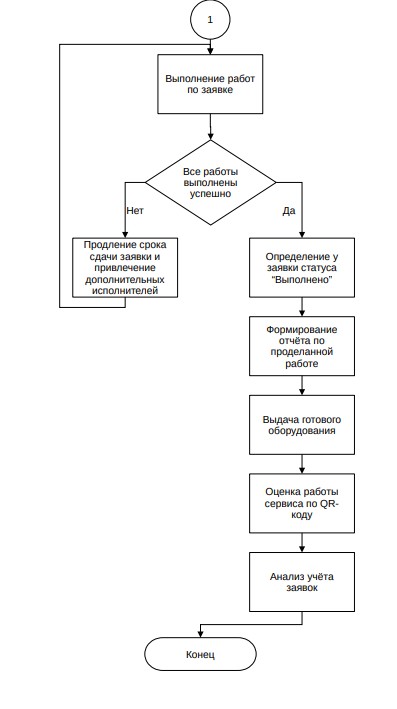 1
Выполнение работ
по заявке
Все работы
выполнены
успешно
Нет
Да
Продление срока
сдачи заявки и
привлечение
дополнительных
исполнителей
Определение у
заявки статуса
“Выполнено”
Формирование
отчёта по
проделанной
работе
Выдача готового
оборудования
Оценка работы
сервиса по QR-
коду
Анализ учёта
заявок
Конец